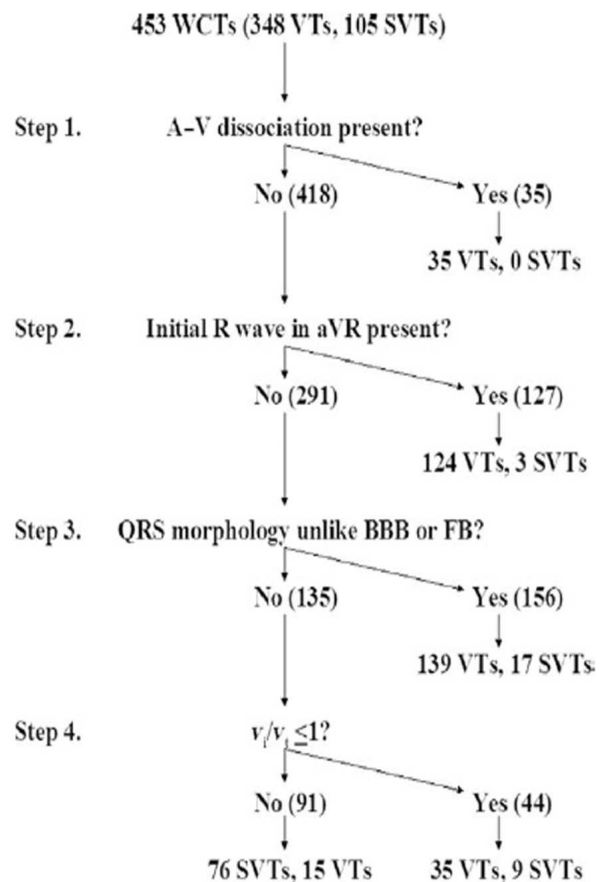 453 WCTs (348 VTs, 105 SVTs)
Step 1. A–V dissociation present?
No (418) Yes (35)
35 VTs, 0 SVTs
Step 2. Initial R wave in aVR present?
No (291) Yes (127)
124 VTs, 3 SVTs
Step 3. QRS morphology unlike BBB or FB?
No (135) Yes (156)
139 VTs, 17 SVTs
Step 4. vi/vt ≤1?
No (91) Yes (44)
76 SVTs, 15 VTs 35 VTs, 9 SVTs